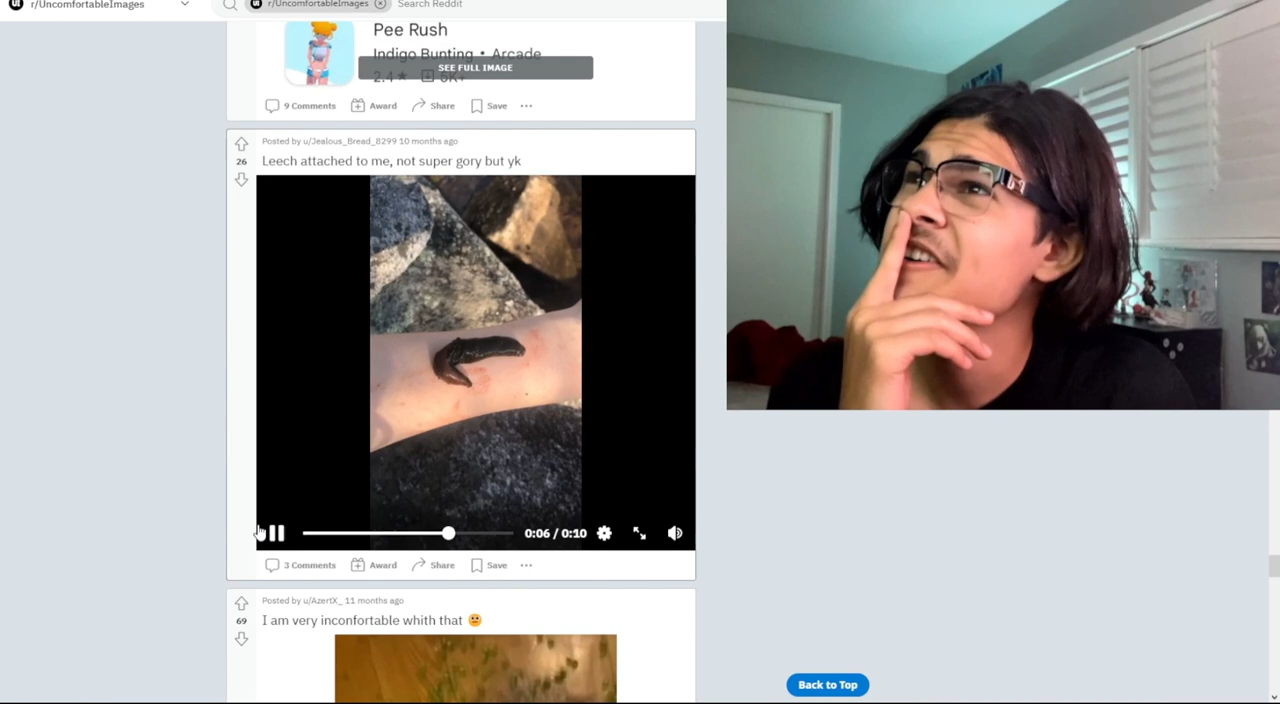 r/UncomfortableImages
r/UncomfortableImages
Search Reddit
Pee Rush
Indigo Bunting • Arcade
SEE FULL IMAGE
2.4★ 5K+
9 Comments Award Share Save
Posted by u/Jealous_Bread_8299 10 months ago
26
Leech attached to me, not super gory but yk
0:06 / 0:10
3 Comments Award Share Save
Posted by u/AzertX_ 11 months ago
69
I am very inconfortable whith that 😕
Back to Top